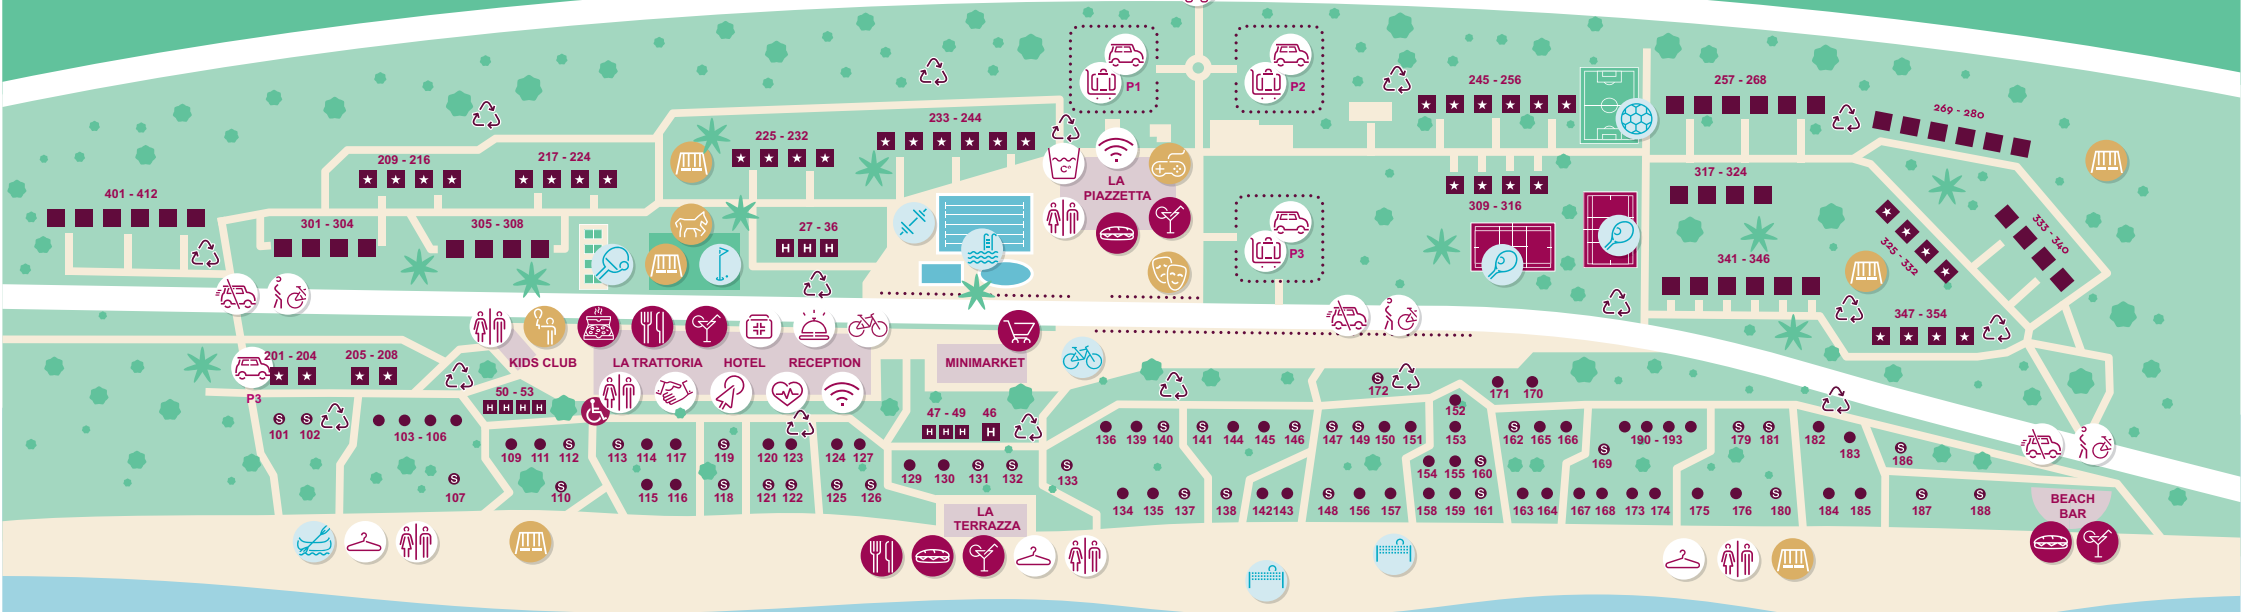 P1
P2
245 - 256
257 - 268
269 - 280
233 - 244
225 - 232
209 - 216
217 - 224
401 - 412
301 - 304
305 - 308
27 - 36
H H H
C°
LA
PIAZZETTA
P3
309 - 316
317 - 324
325 - 332
333 - 340
341 - 346
347 - 354
KIDS CLUB
LA TRATTORIA
HOTEL
RECEPTION
MINIMARKET
201 - 204
205 - 208
P3
50 - 53
H H H H
47 - 49
H H H
46
H
S S
101 102
103 - 106
S
107
S
109 111 112
S
110
S
113 114 117
115 116
S
119
S
118
120 123
S S
121 122
124 127
S S
125 126
S S
129 130 131 132
S
133
LA
TERRAZZA
S
136 139 140
S
134 135 137
S S
141 144 145 146
S
138
142 143
S
172
171 170
152
153
S S
147 149 150 151
S
148 156 157
S
154 155 160
S
158 159 161
S
162 165 166
163 164
S
169
190 - 193
167 168 173 174
S S
179 181
S
175 176 180
182
183
184 185
S
186
S S
187 188
BEACH
BAR